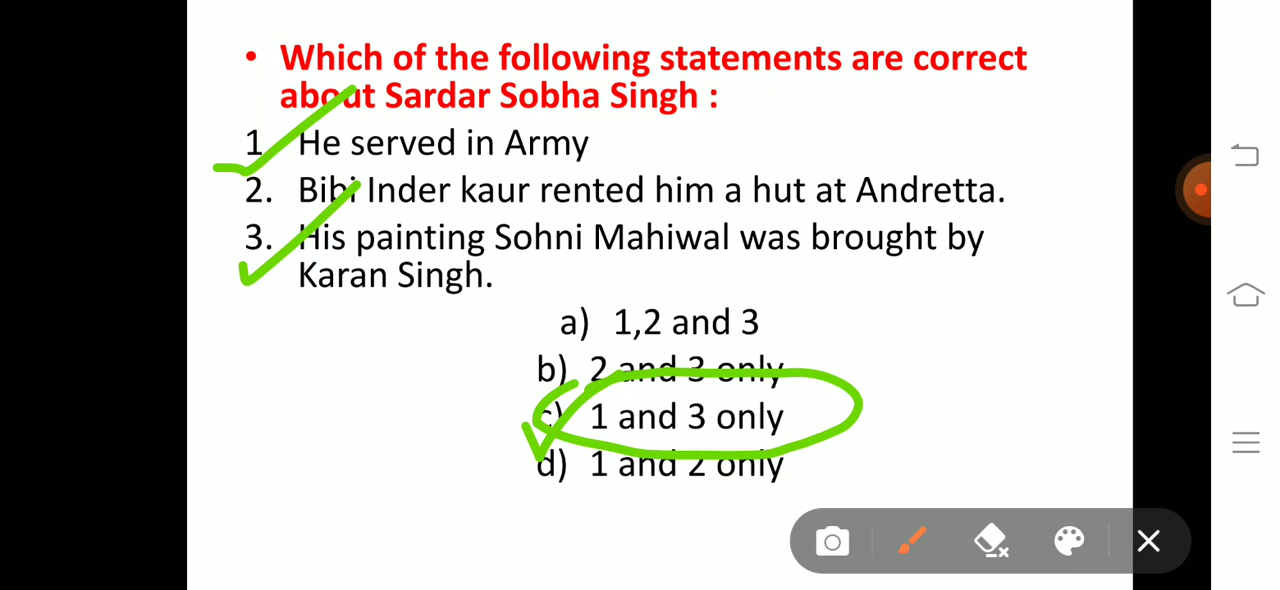 • Which of the following statements are correct
about Sardar Sobha Singh :
1. He served in Army
2. Bibi Inder kaur rented him a hut at Andretta.
3. His painting Sohni Mahiwal was brought by
Karan Singh.
a) 1,2 and 3
b) 2 and 3 only
c) 1 and 3 only
d) 1 and 2 only